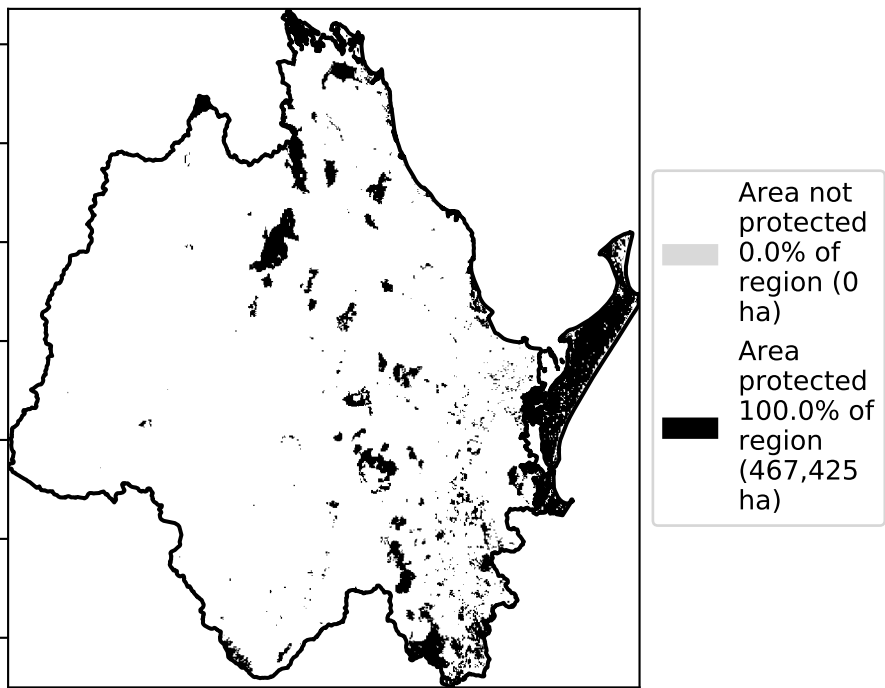 Area not
protected
0.0% of
region (0
ha)
Area
protected
100.0% of
region
(467,425
ha)